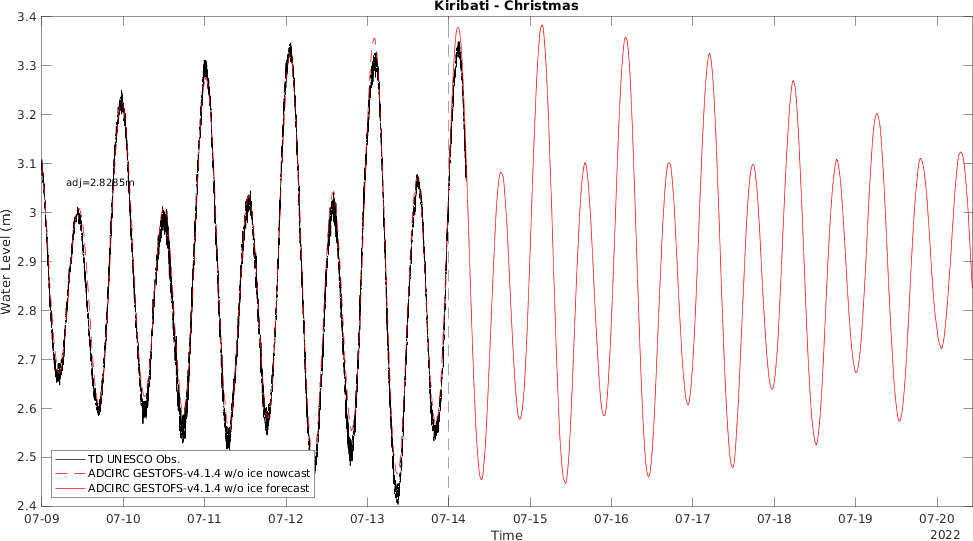 Kiribati - Christmas
3.4
3.3
3.2
3.1
3
2.9
2.8
2.7
2.6
2.5
2.4
Water Level (m)
adj=2.8285m
TD UNESCO Obs.
ADCIRC GESTOFS-v4.1.4 w/o ice nowcast
ADCIRC GESTOFS-v4.1.4 w/o ice forecast
07-09 07-10 07-11 07-12 07-13 07-14 07-15 07-16 07-17 07-18 07-19 07-20
Time
2022